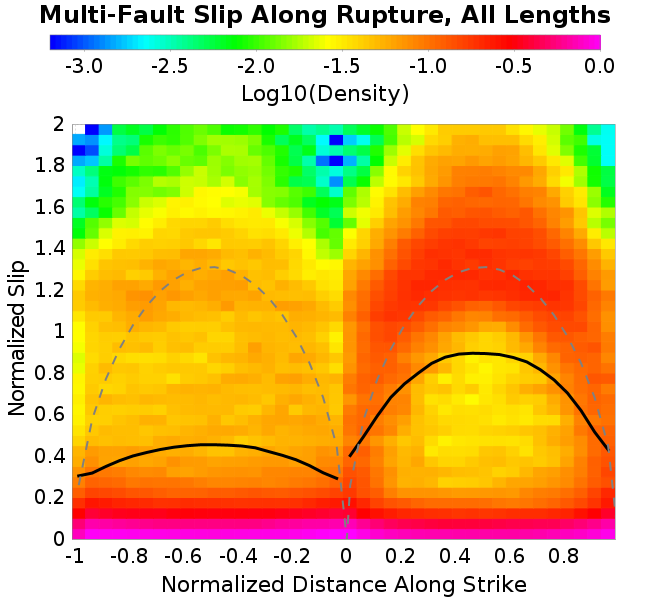 Multi-Fault Slip Along Rupture, All Lengths
-3.0 -2.5 -2.0 -1.5 -1.0 -0.5 0.0
Log10(Density)
2
1.8
1.6
1.4
1.2
1
0.8
0.6
0.4
0.2
0
Normalized Slip
-1 -0.8 -0.6 -0.4 -0.2 0 0.2 0.4 0.6 0.8
Normalized Distance Along Strike